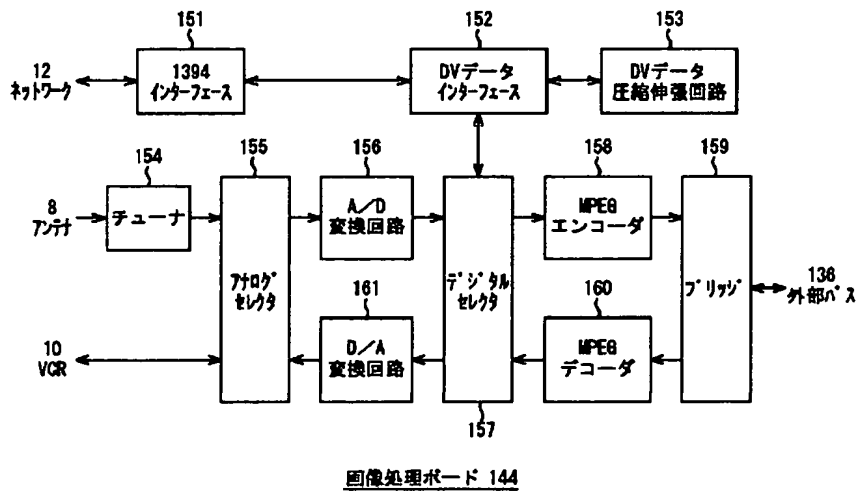 151
152
153
12
ネットワーク
1394
インターフェース
DVデータ
インターフェース
DVデータ
圧縮伸張回路
154
155
156
158
159
8
アンテナ
チューナ
アナログ
セレクタ
A/D
変換回路
デジタル
セレクタ
MPEG
エンコーダ
ブリッジ
136
外部バス
161
160
10
VCR
D/A
変換回路
MPEG
デコーダ
157
画像処理ボード 144